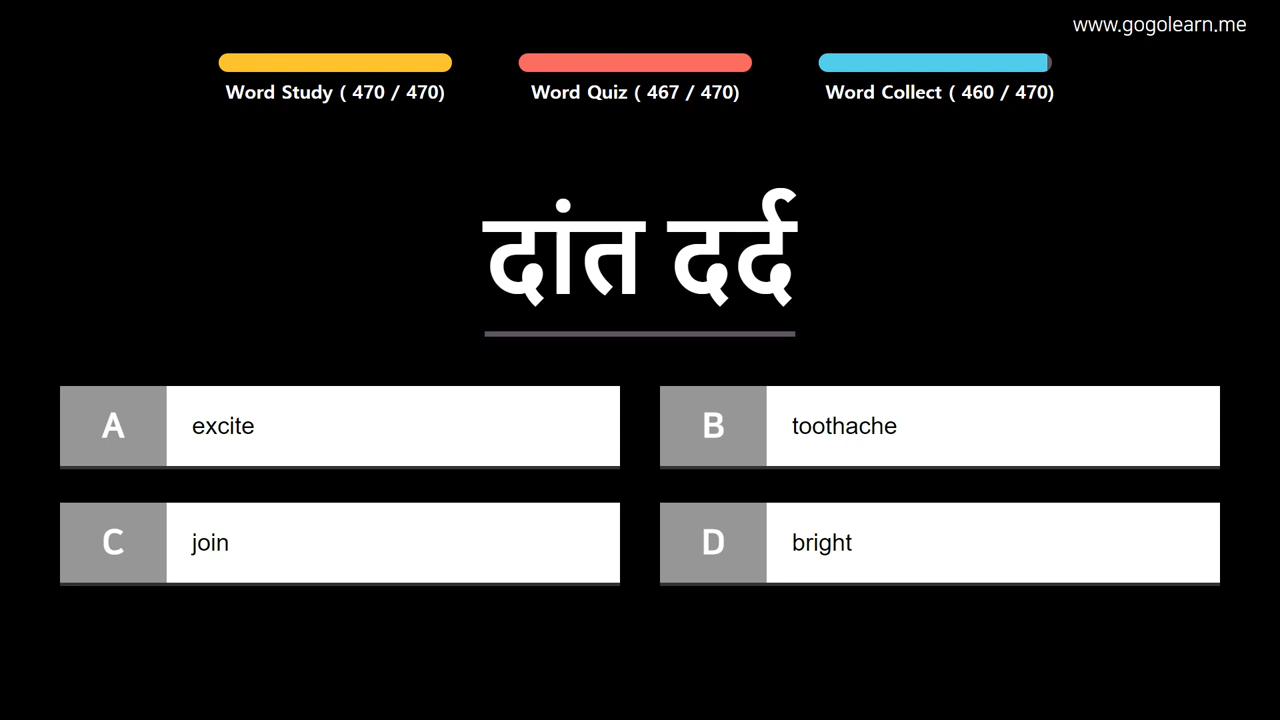 www.gogolearn.me
Word Study ( 470 / 470)
Word Quiz ( 467 / 470)
Word Collect ( 460 / 470)
दांत दर्द
A excite
B toothache
C join
D bright